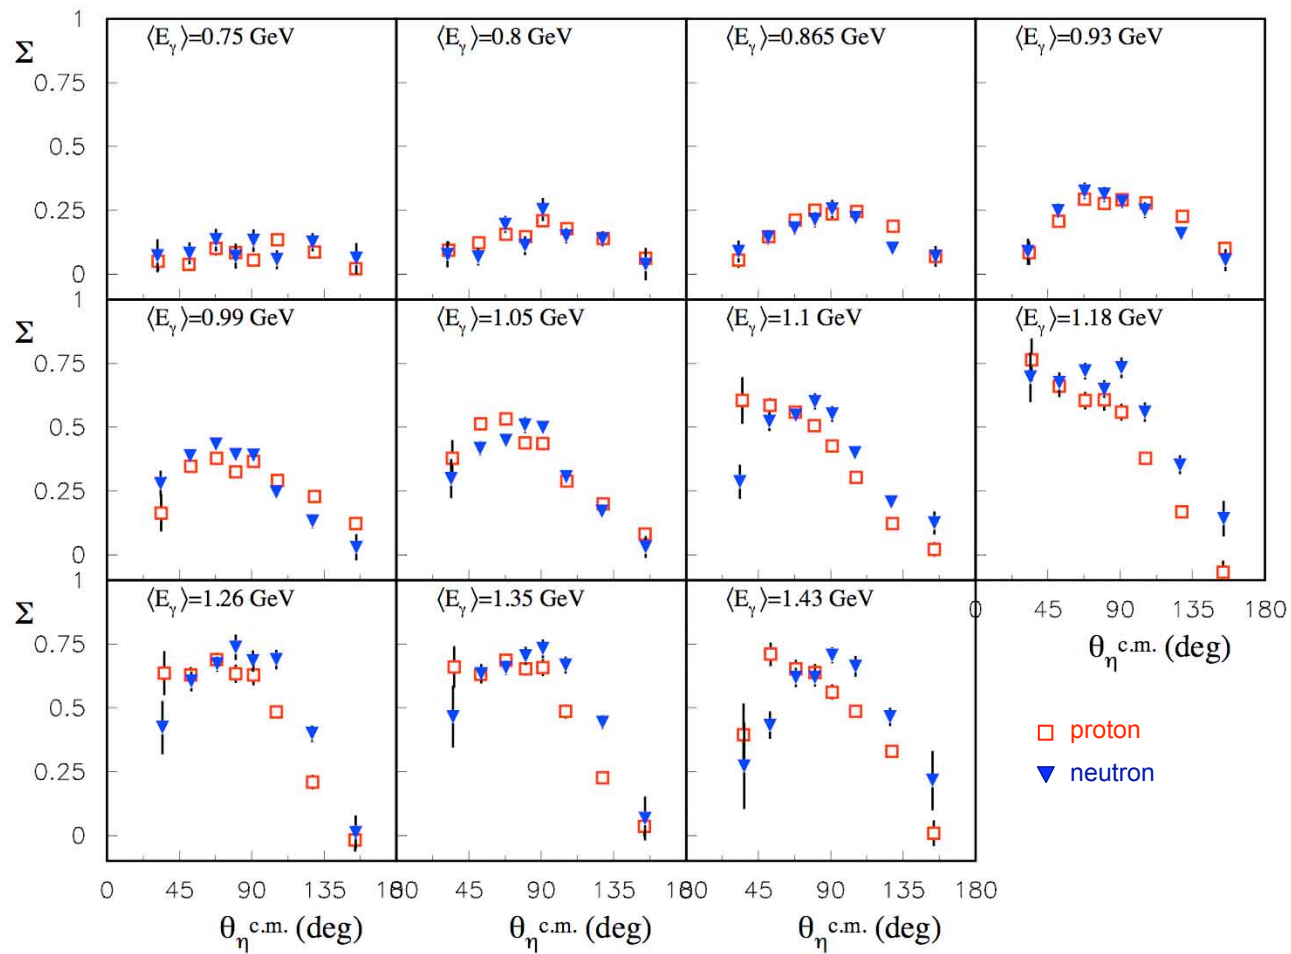 ⟨E_γ⟩=0.75 GeV ⟨E_γ⟩=0.8 GeV ⟨E_γ⟩=0.865 GeV ⟨E_γ⟩=0.93 GeV
Σ
1
0.75
0.5
0.25
0
⟨E_γ⟩=0.99 GeV ⟨E_γ⟩=1.05 GeV ⟨E_γ⟩=1.1 GeV ⟨E_γ⟩=1.18 GeV
Σ
1
0.75
0.5
0.25
0
0 45 90 135 180
θ_η^c.m. (deg)
⟨E_γ⟩=1.26 GeV ⟨E_γ⟩=1.35 GeV ⟨E_γ⟩=1.43 GeV
Σ
1
0.75
0.5
0.25
0
proton
neutron
0 45 90 135 180 45 90 135 180 45 90 135 180
θ_η^c.m. (deg) θ_η^c.m. (deg) θ_η^c.m. (deg)